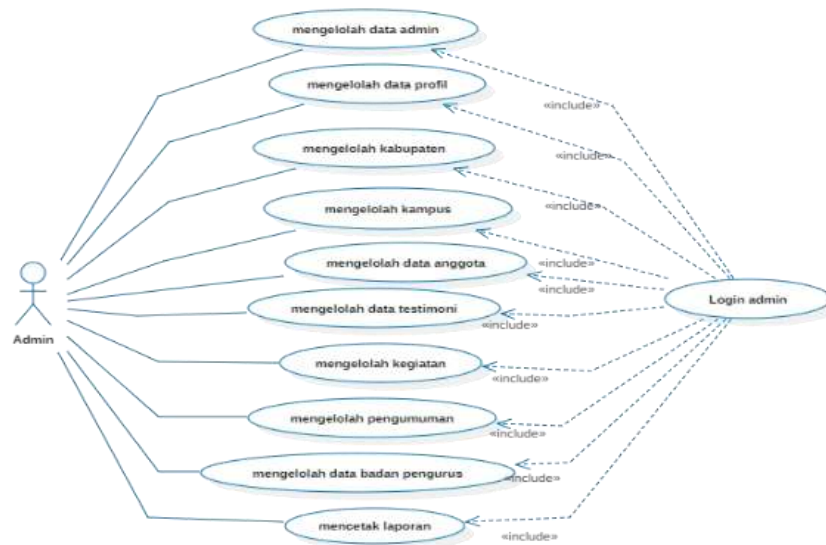 mengelolah data admin
«include»
mengelolah data profil
«include»
mengelolah kabupaten
«include»
mengelolah kampus
«include»
mengelolah data anggota
«include»
Login admin
mengelolah data testimoni
«include»
Admin
mengelolah kegiatan
«include»
mengelolah pengumuman
«include»
mengelolah data badan pengurus
«include»
mencetak laporan
«include»